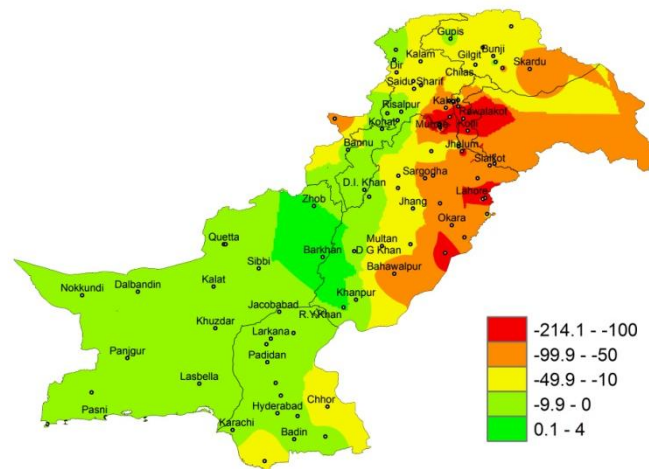 Gupis
Gilgit
Bunji
Kalam
Dir
Chilas
Skardu
Saidu Sharif
Kakul
Risalpur
Kohat
Kotli
Bannu
Jhelum
Sialkot
D.I. Khan
Sargodha
Lahore
Zhob
Jhang
Okara
Quetta
Multan
Barkhan
D.G Khan
Sibbi
Bahawalpur
Nokkundi
Dalbandin
Kalat
Khanpur
Jacobabad
R.Y.Khan
Khuzdar
Larkana
Panjgur
Padidan
Lasbella
Chhor
Pasni
Hyderabad
Karachi
Badin
-214.1 - -100
-99.9 - -50
-49.9 - -10
-9.9 - 0
0.1 - 4